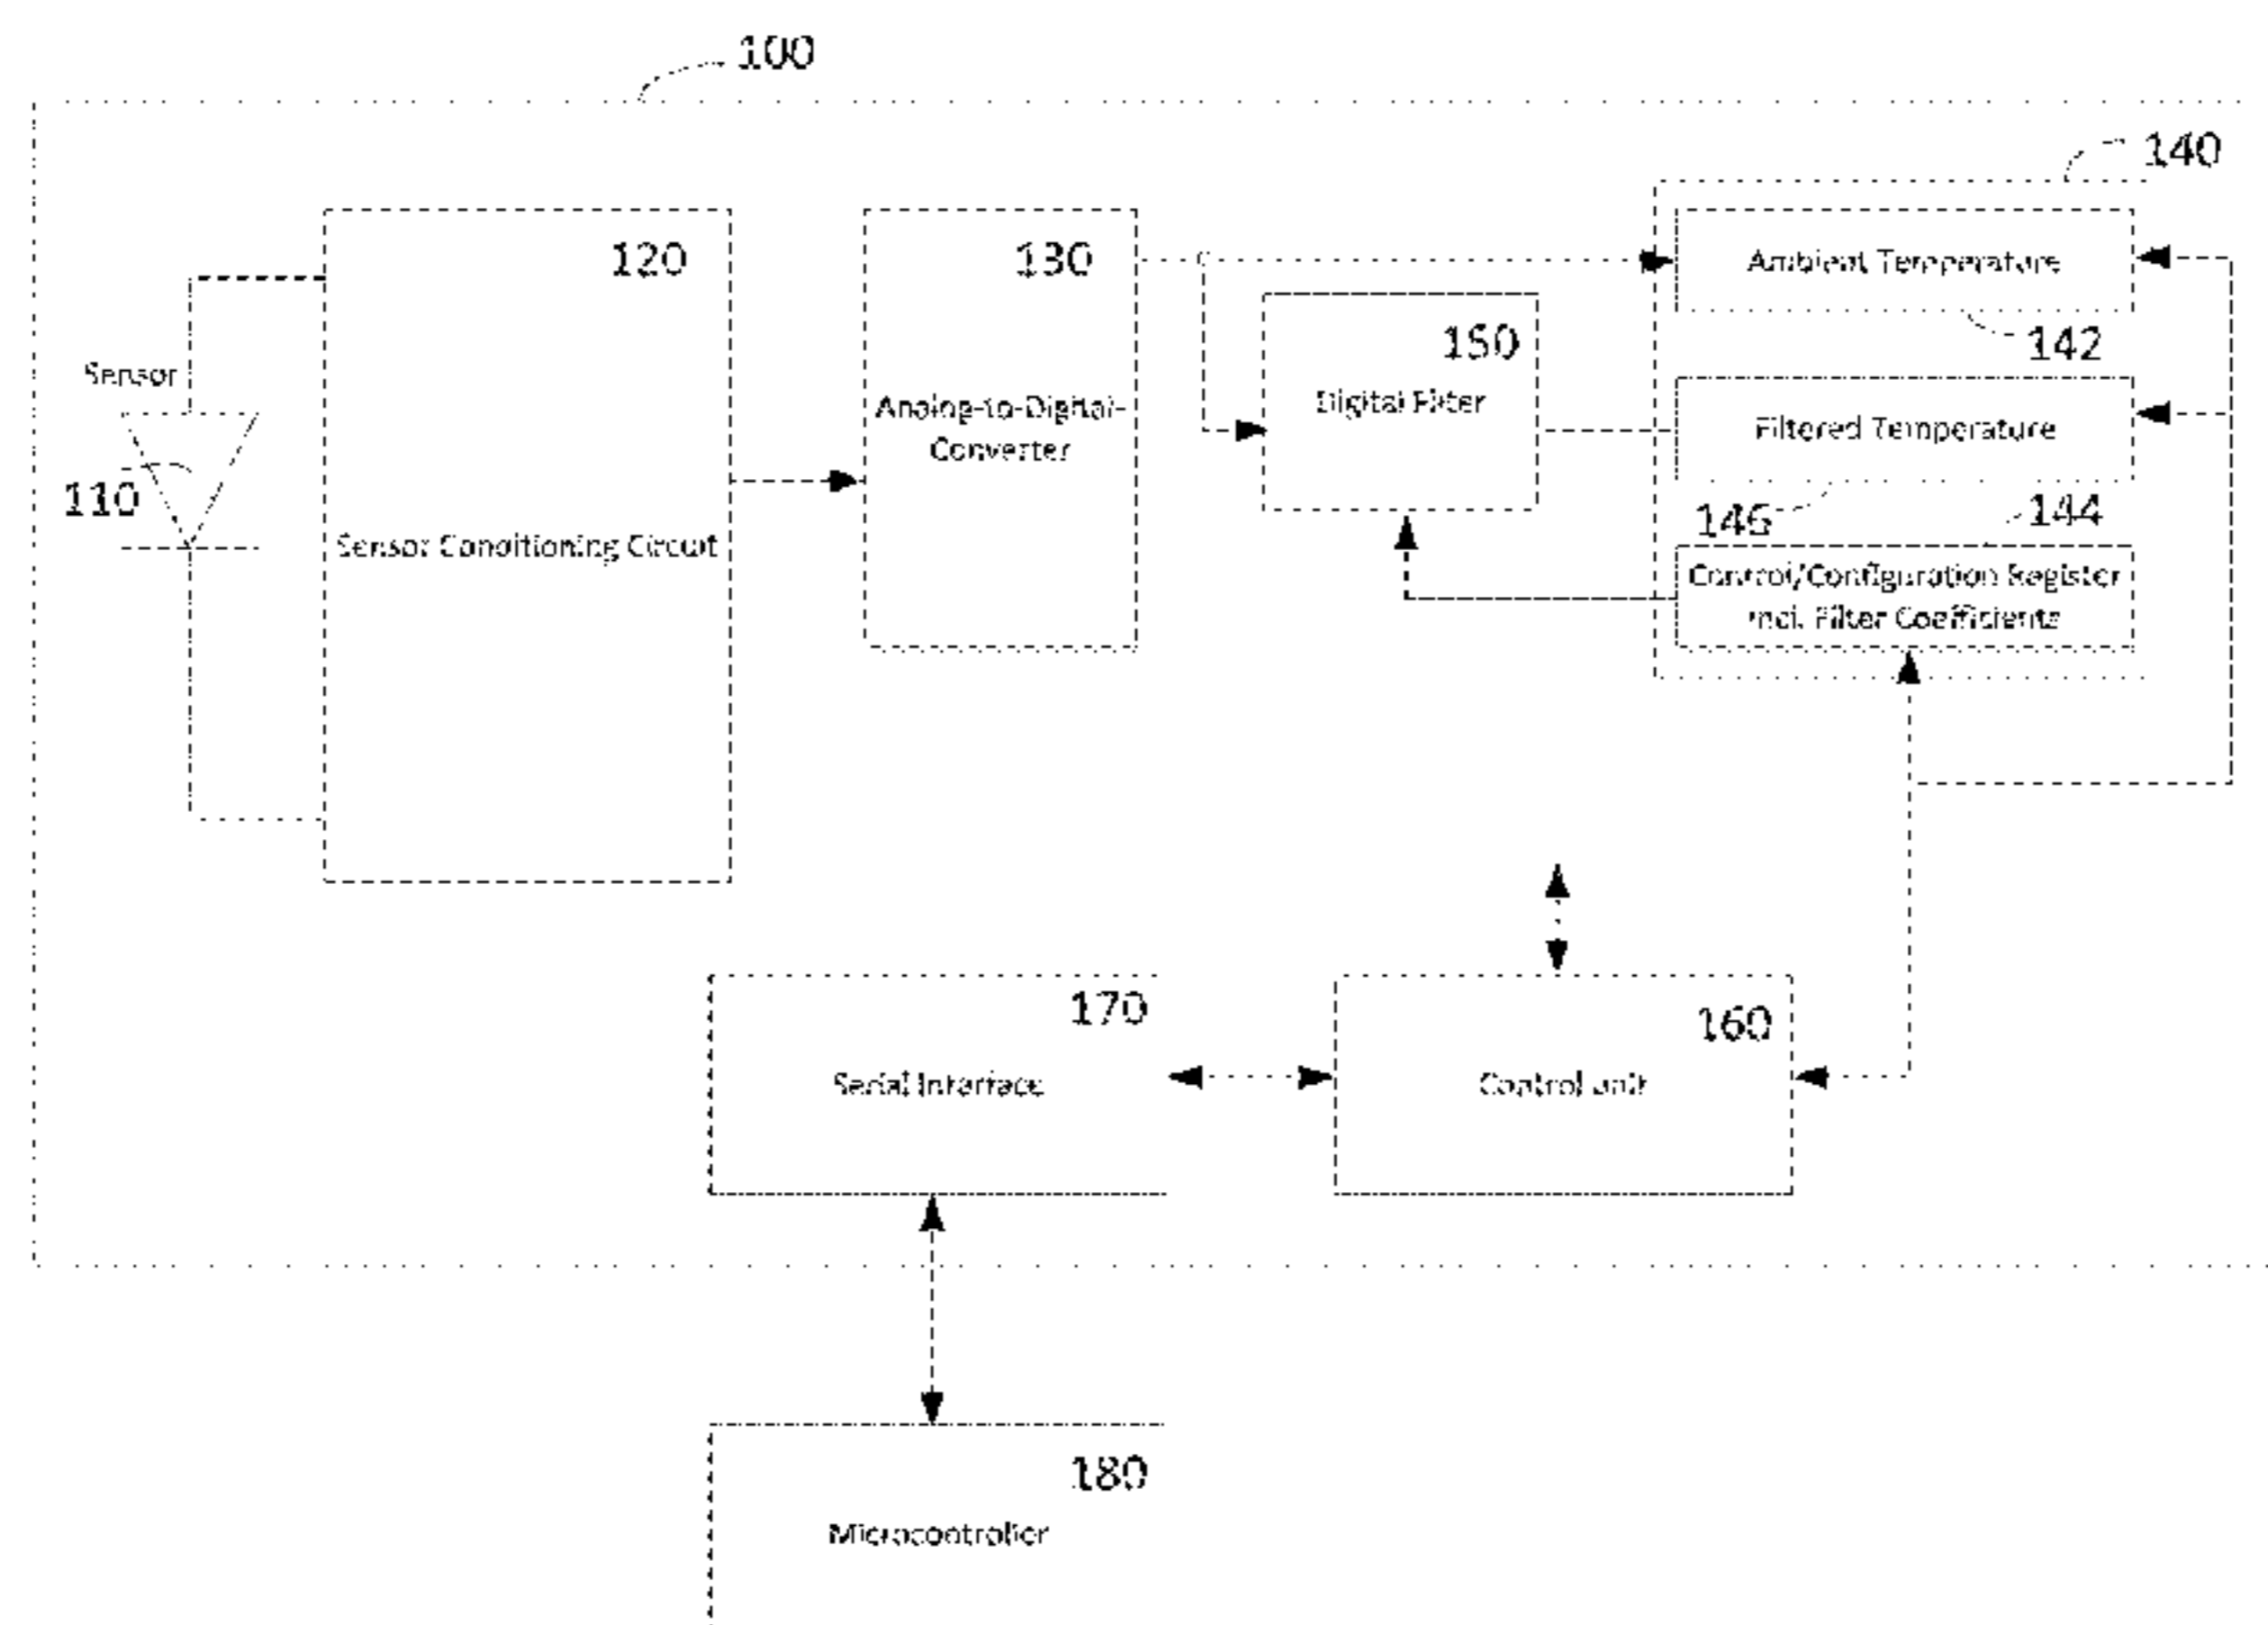 100
140
120
130
Ambient Temperature
142
150
Digital Filter
Sensor
Analog-to-Digital-
Converter
Filtered Temperature
110
146
144
Sensor Conditioning Circuit
Control/Configuration Register
incl. Filter Coefficients
170
160
Serial Interface
Control unit
180
Microcontroller